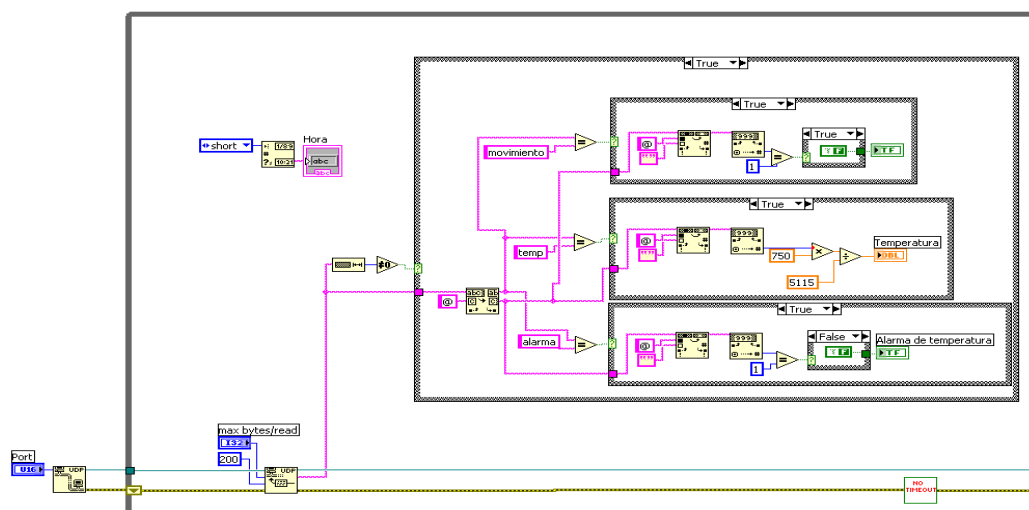 True
True
short
Hora
abc
abc
movimiento
@
1
True
TF
True
temp
@
750
5115
Temperatura
DBL
@
True
alarma
@
1
False
Alarma de temperatura
TF
max bytes/read
I32
200
Port
U16
UDP
UDP
NO
TIMEOUT